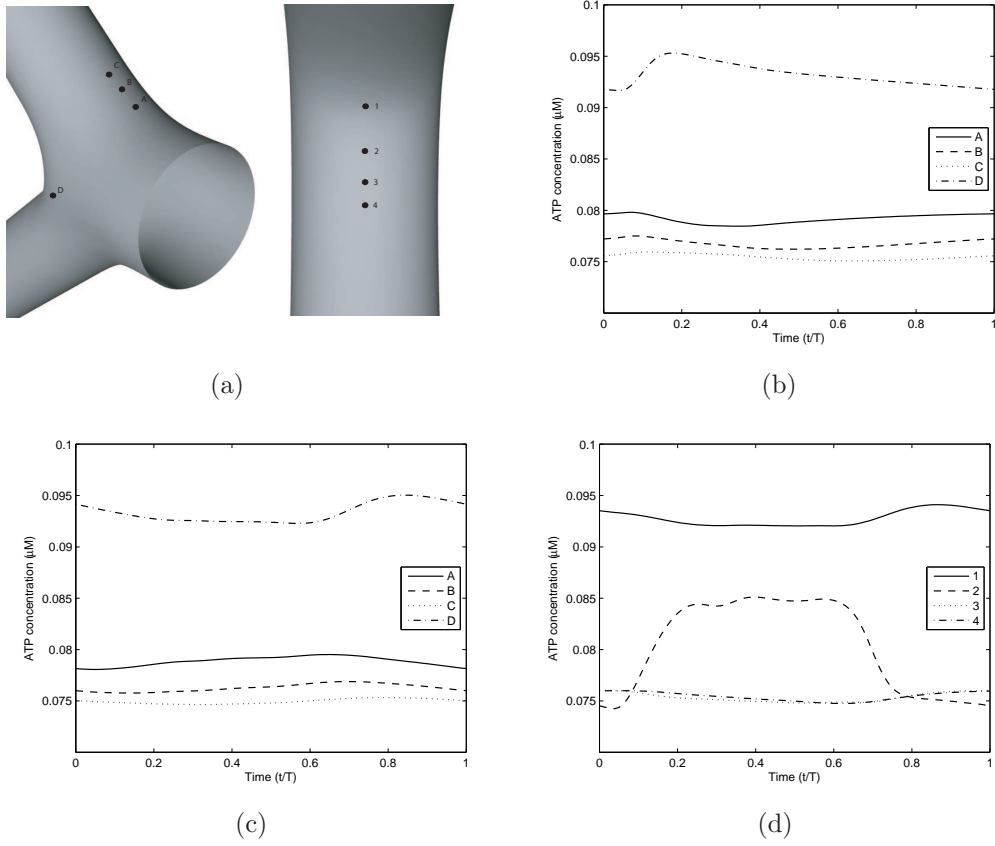 C
B
A
D
1
2
3
4
(a)
0.1
0.095
0.09
0.085
0.08
0.075
ATP concentration (µM)
A
B
C
D
0 0.2 0.4 0.6 0.8 1
Time (t/T)
(b)
0.1
0.095
0.09
0.085
0.08
0.075
ATP concentration (µM)
A
B
C
D
0 0.2 0.4 0.6 0.8 1
Time (t/T)
(c)
0.1
0.095
0.09
0.085
0.08
0.075
ATP concentration (µM)
1
2
3
4
0 0.2 0.4 0.6 0.8 1
Time (t/T)
(d)